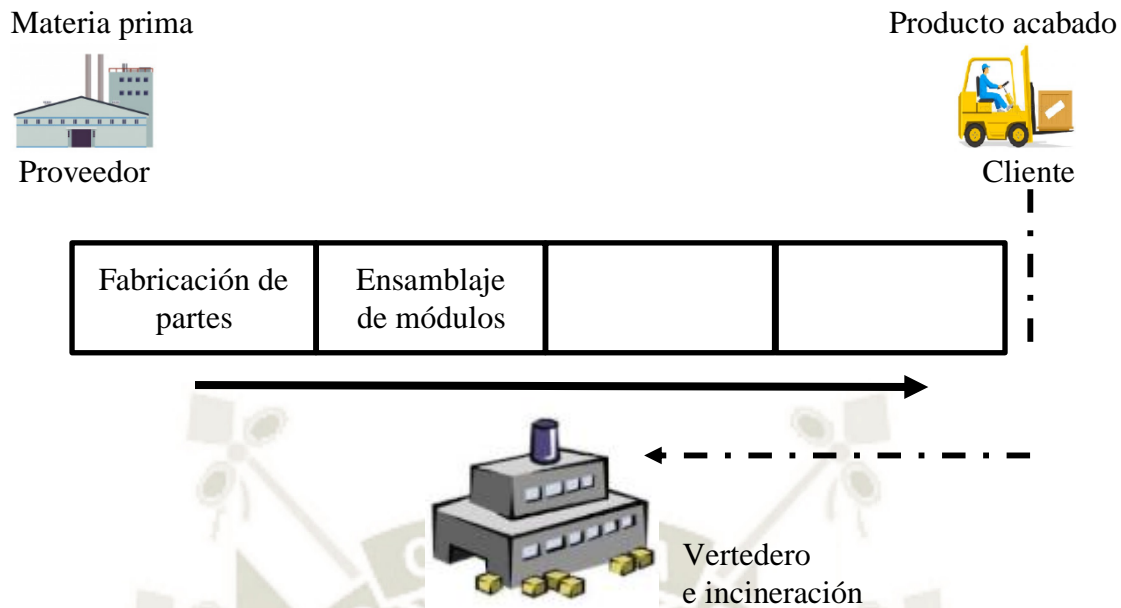 Materia prima
Producto acabado
Proveedor
Cliente
Fabricación de
partes
Ensamblaje
de módulos
Vertedero
e incineración